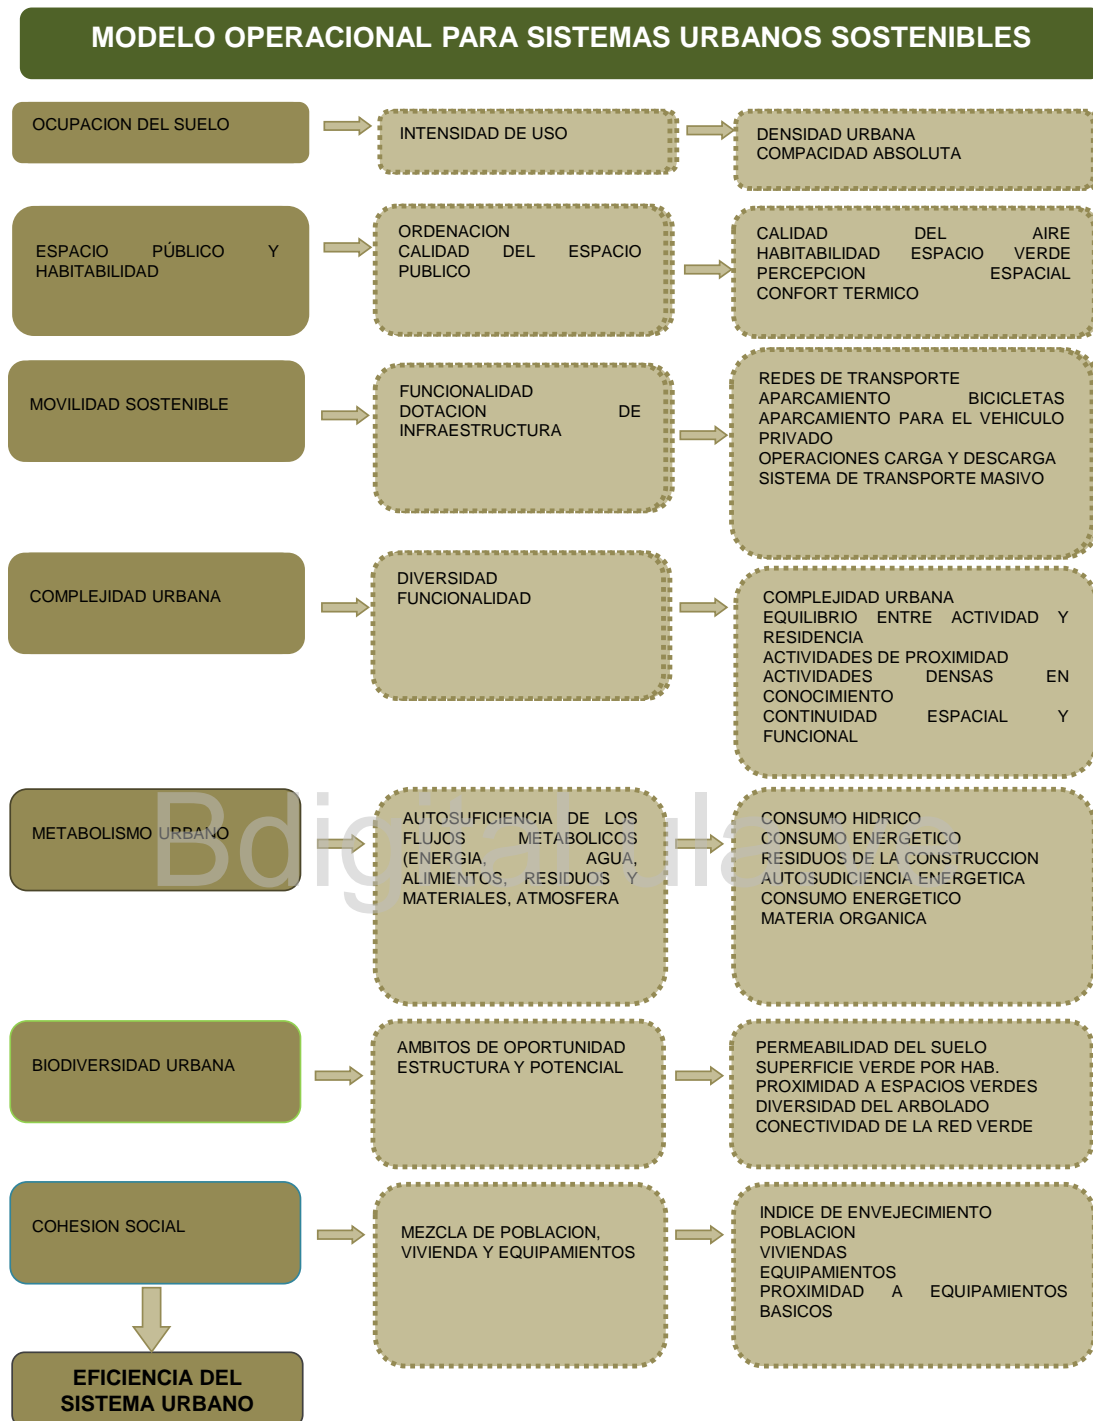 MODELO OPERACIONAL PARA SISTEMAS URBANOS SOSTENIBLES
OCUPACION DEL SUELO
INTENSIDAD DE USO
DENSIDAD URBANA
COMPACIDAD ABSOLUTA
ESPACIO PÚBLICO Y
HABITABILIDAD
ORDENACION
CALIDAD DEL ESPACIO
PUBLICO
CALIDAD DEL AIRE
HABITABILIDAD ESPACIO VERDE
PERCEPCION ESPACIAL
CONFORT TERMICO
MOVILIDAD SOSTENIBLE
FUNCIONALIDAD
DOTACION DE
INFRAESTRUCTURA
REDES DE TRANSPORTE
APARCAMIENTO BICICLETAS
APARCAMIENTO PARA EL VEHICULO
PRIVADO
OPERACIONES CARGA Y DESCARGA
SISTEMA DE TRANSPORTE MASIVO
COMPLEJIDAD URBANA
DIVERSIDAD
FUNCIONALIDAD
COMPLEJIDAD URBANA
EQUILIBRIO ENTRE ACTIVIDAD Y
RESIDENCIA
ACTIVIDADES DE PROXIMIDAD
ACTIVIDADES DENSAS EN
CONOCIMIENTO
CONTINUIDAD ESPACIAL Y
FUNCIONAL
METABOLISMO URBANO
AUTOSUFICIENCIA DE LOS
FLUJOS METABOLICOS
(ENERGIA, AGUA,
ALIMENTOS, RESIDUOS Y
MATERIALES, ATMOSFERA
CONSUMO HIDRICO
CONSUMO ENERGETICO
RESIDUOS DE LA CONSTRUCCION
AUTOSUDICIENCIA ENERGETICA
CONSUMO ENERGETICO
MATERIA ORGANICA
BIODIVERSIDAD URBANA
AMBITOS DE OPORTUNIDAD
ESTRUCTURA Y POTENCIAL
PERMEABILIDAD DEL SUELO
SUPERFICIE VERDE POR HAB.
PROXIMIDAD A ESPACIOS VERDES
DIVERSIDAD DEL ARBOLADO
CONECTIVIDAD DE LA RED VERDE
COHESION SOCIAL
MEZCLA DE POBLACION,
VIVIENDA Y EQUIPAMIENTOS
INDICE DE ENVEJECIMIENTO
POBLACION
VIVIENDAS
EQUIPAMIENTOS
PROXIMIDAD A EQUIPAMIENTOS
BASICOS
EFICIENCIA DEL
SISTEMA URBANO